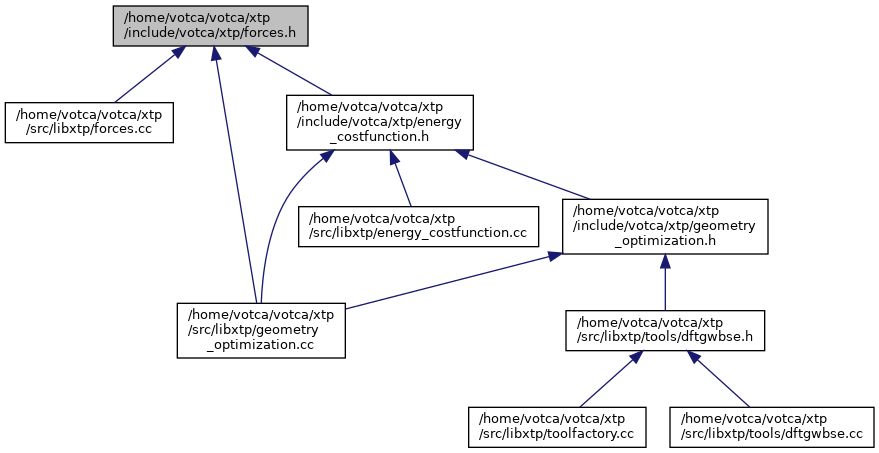 /home/votca/votca/xtp
/include/votca/xtp/forces.h
/home/votca/votca/xtp
/src/libxtp/forces.cc
/home/votca/votca/xtp
/include/votca/xtp/energy
_costfunction.h
/home/votca/votca/xtp
/src/libxtp/energy_costfunction.cc
/home/votca/votca/xtp
/include/votca/xtp/geometry
_optimization.h
/home/votca/votca/xtp
/src/libxtp/geometry
_optimization.cc
/home/votca/votca/xtp
/src/libxtp/tools/dftgwbse.h
/home/votca/votca/xtp
/src/libxtp/toolfactory.cc
/home/votca/votca/xtp
/src/libxtp/tools/dftgwbse.cc